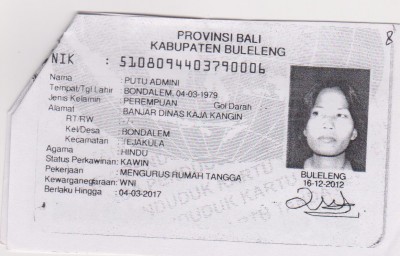 PROVINSI BALI
KABUPATEN BULELENG
NIK : 5108094403790006
Nama : PUTU ADMINI
Tempat/Tgl Lahir : BONDALEM, 04-03-1979
Jenis Kelamin : PEREMPUAN Gol Darah
Alamat : BANJAR DINAS KAJA KANGIN
RT/RW :
Kel/Desa : BONDALEM
Kecamatan : TEJAKULA
Agama : HINDU
Status Perkawinan: KAWIN
Pekerjaan : MENGURUS RUMAH TANGGA
Kewarganegaraan: WNI
Berlaku Hingga : 04-03-2017
BULELENG
16-12-2012
8